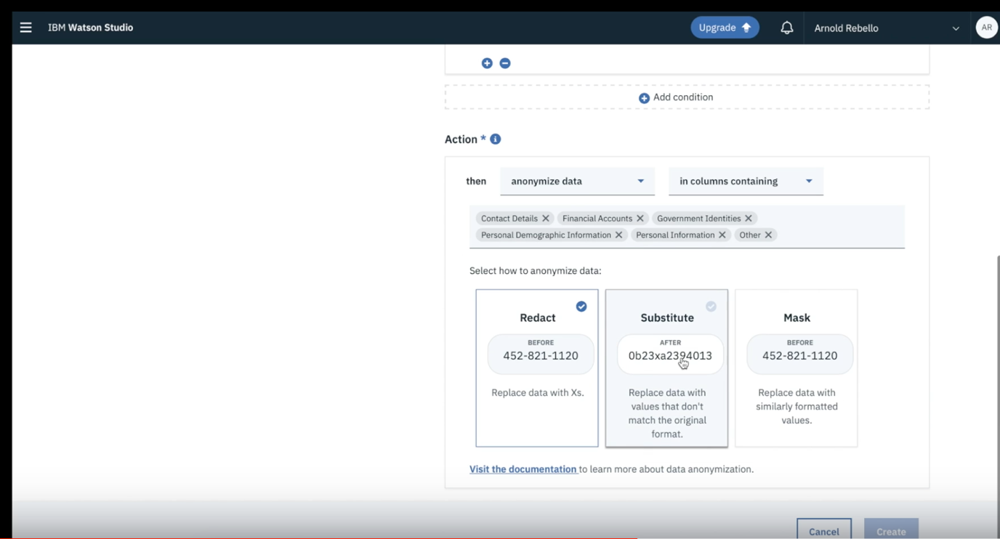 IBM Watson Studio
Upgrade
Arnold Rebello
AR
Add condition
Action *
then
anonymize data
in columns containing
Contact Details
Financial Accounts
Government Identities
Personal Demographic Information
Personal Information
Other
Select how to anonymize data:
Redact
BEFORE
452-821-1120
Replace data with Xs.
Substitute
AFTER
0b23xa2394013
Replace data with
values that don't
match the original
format.
Mask
BEFORE
452-821-1120
Replace data with
similarly formatted
values.
Visit the documentation to learn more about data anonymization.
Cancel
Create